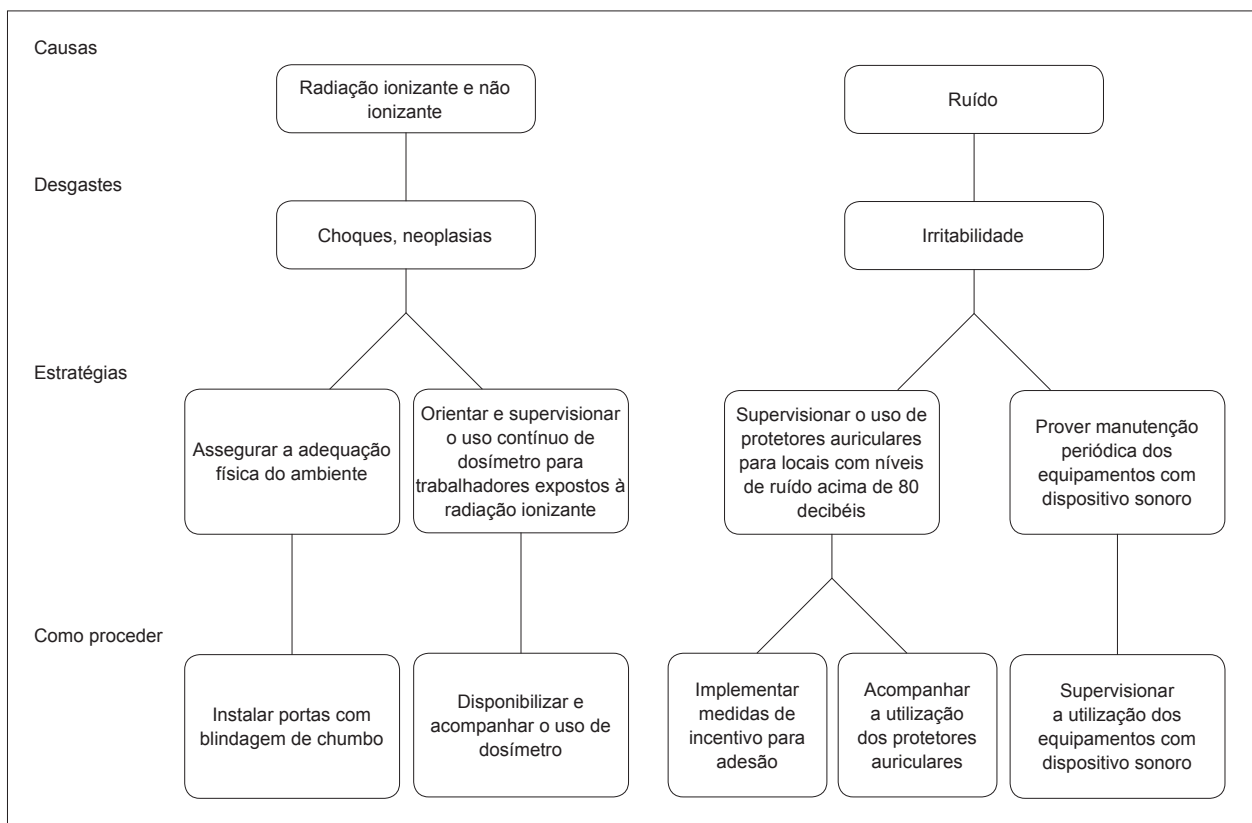 Causas
Radiação ionizante e não
ionizante
Ruído
Desgastes
Choques, neoplasias
Irritabilidade
Estratégias
Assegurar a adequação
física do ambiente
Orientar e supervisionar
o uso contínuo de
dosímetro para
trabalhadores expostos à
radiação ionizante
Supervisionar o uso de
protetores auriculares
para locais com níveis
de ruído acima de 80
decibéis
Prover manutenção
periódica dos
equipamentos com
dispositivo sonoro
Como proceder
Instalar portas com
blindagem de chumbo
Disponibilizar e
acompanhar o uso de
dosímetro
Implementar
medidas de
incentivo para
adesão
Acompanhar
a utilização
dos protetores
auriculares
Supervisionar
a utilização dos
equipamentos com
dispositivo sonoro